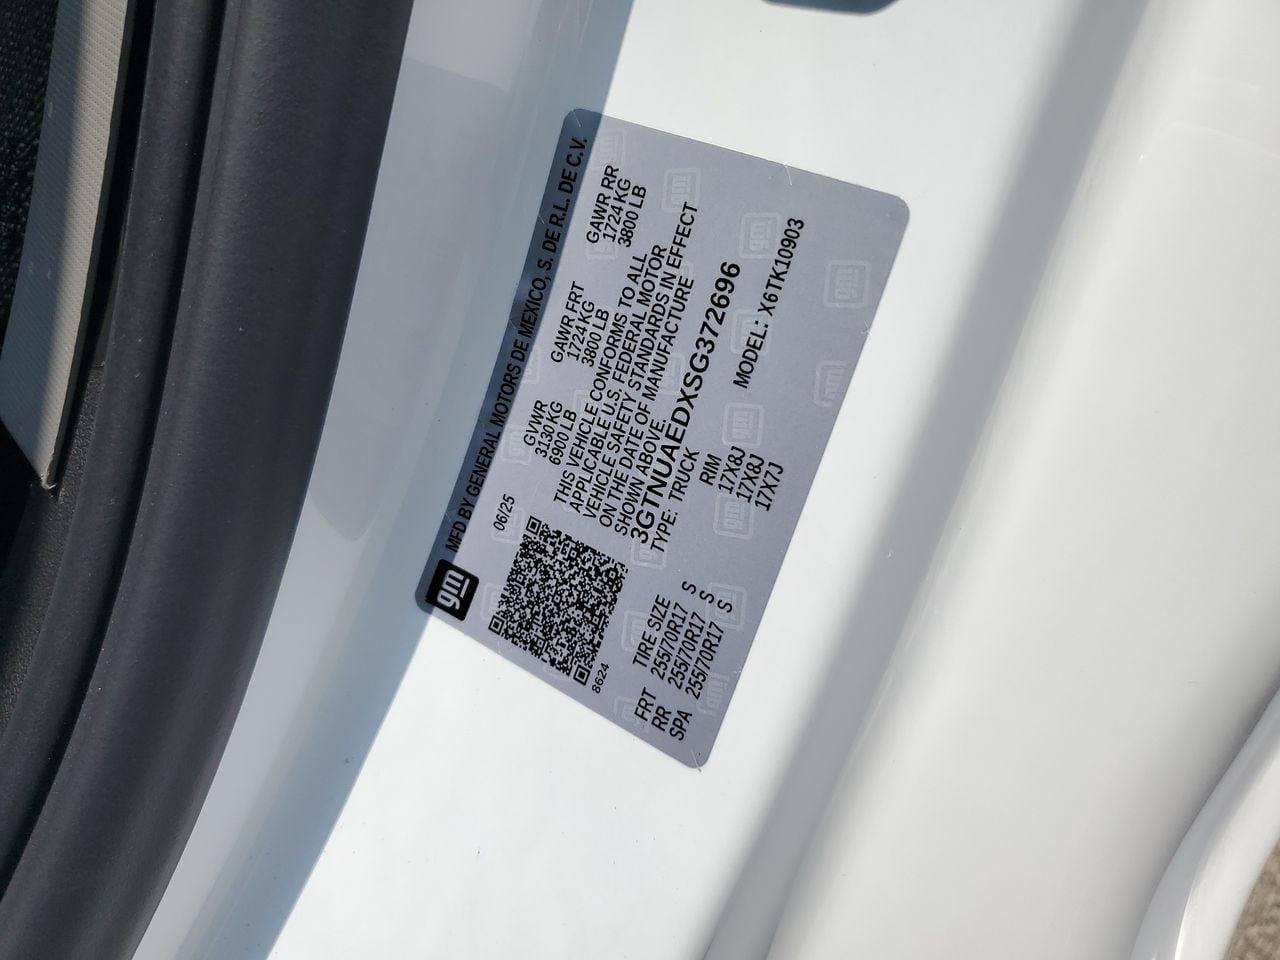 gm MFD BY GENERAL MOTORS DE MEXICO, S. DE R.L. DE C.V.
06/25
GVWR GAWR FRT GAWR RR
3130 KG 1724 KG 1724 KG
6900 LB 3800 LB 3800 LB
THIS VEHICLE CONFORMS TO ALL
APPLICABLE U.S. FEDERAL MOTOR
VEHICLE SAFETY STANDARDS IN EFFECT
ON THE DATE OF MANUFACTURE
SHOWN ABOVE.
3GTNUAEDXSG372696
8624
TYPE: TRUCK MODEL: X6TK10903
TIRE SIZE RIM
FRT 255/70R17 S 17X8J
RR 255/70R17 S 17X8J
SPA 255/70R17 S 17X7J